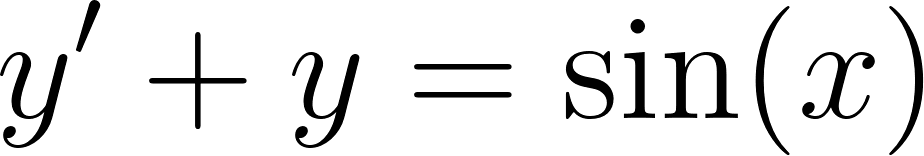 y′ + y = sin(x)